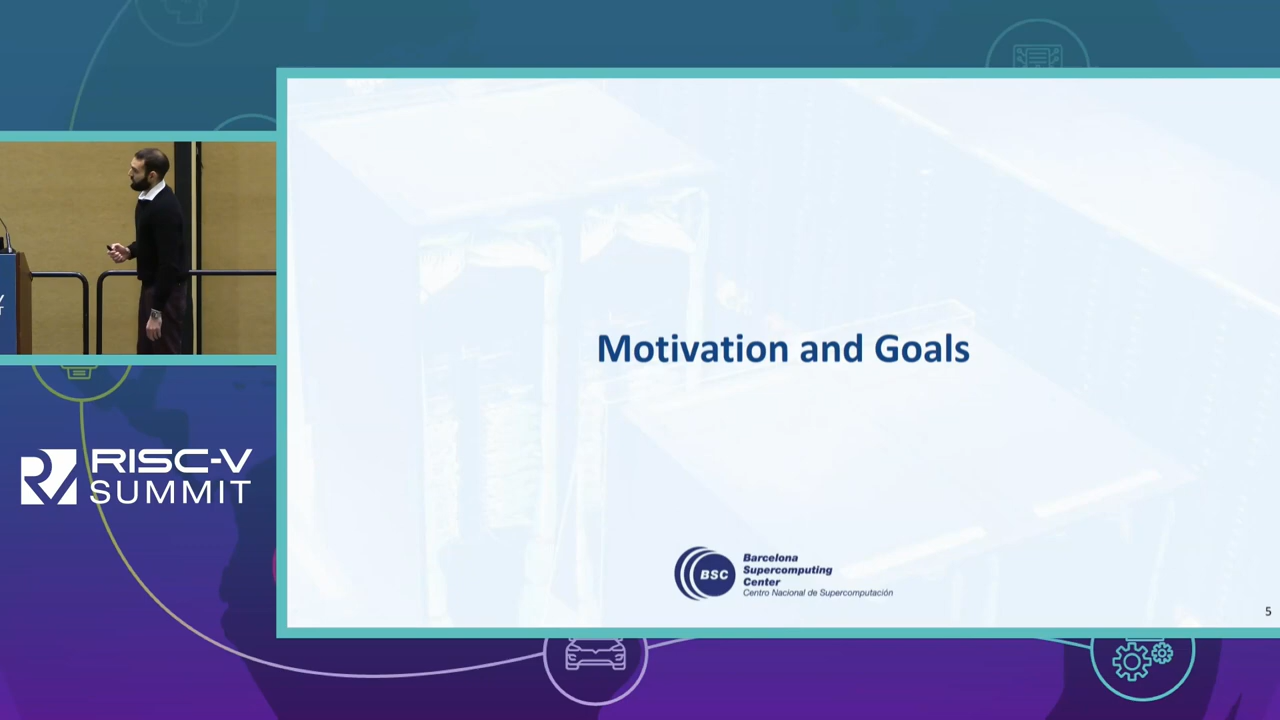 Motivation and Goals
BSC
Barcelona
Supercomputing
Center
Centro Nacional de Supercomputación
5
RISC-V
SUMMIT